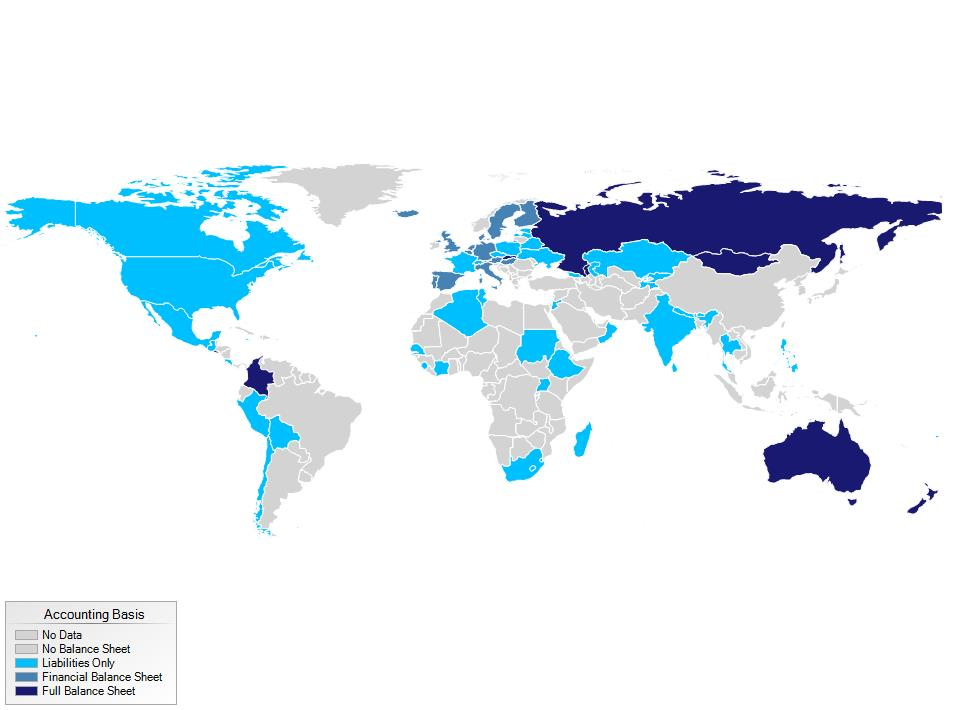 Accounting Basis
No Data
No Balance Sheet
Liabilities Only
Financial Balance Sheet
Full Balance Sheet